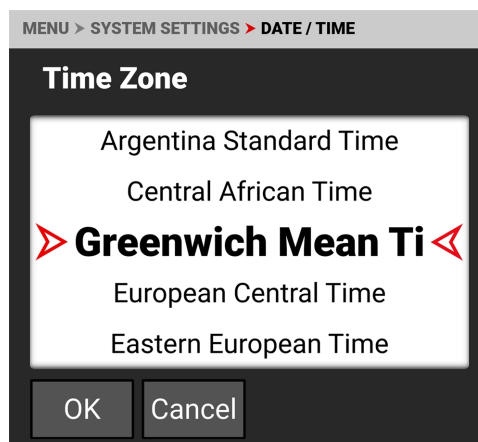 MENU > SYSTEM SETTINGS > DATE / TIME
Time Zone
Argentina Standard Time
Central African Time
Greenwich Mean Ti
European Central Time
Eastern European Time
OK Cancel